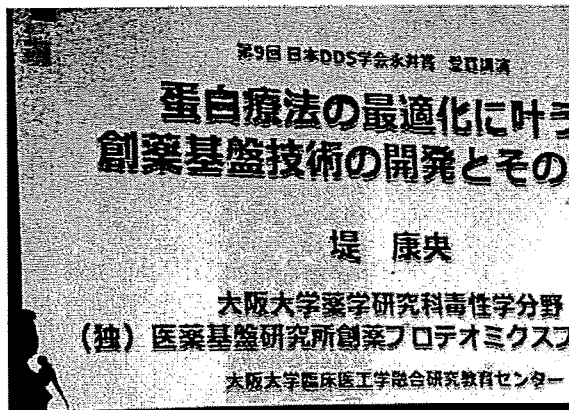 第9回 日本DDS学会永井賞 受賞講演
蛋白療法の最適化に叶う
創薬基盤技術の開発とその
堤 康央
大阪大学薬学研究科毒性学分野
(独) 医薬基盤研究所創薬プロテオミクスプ
大阪大学臨床医工学融合研究教育センター